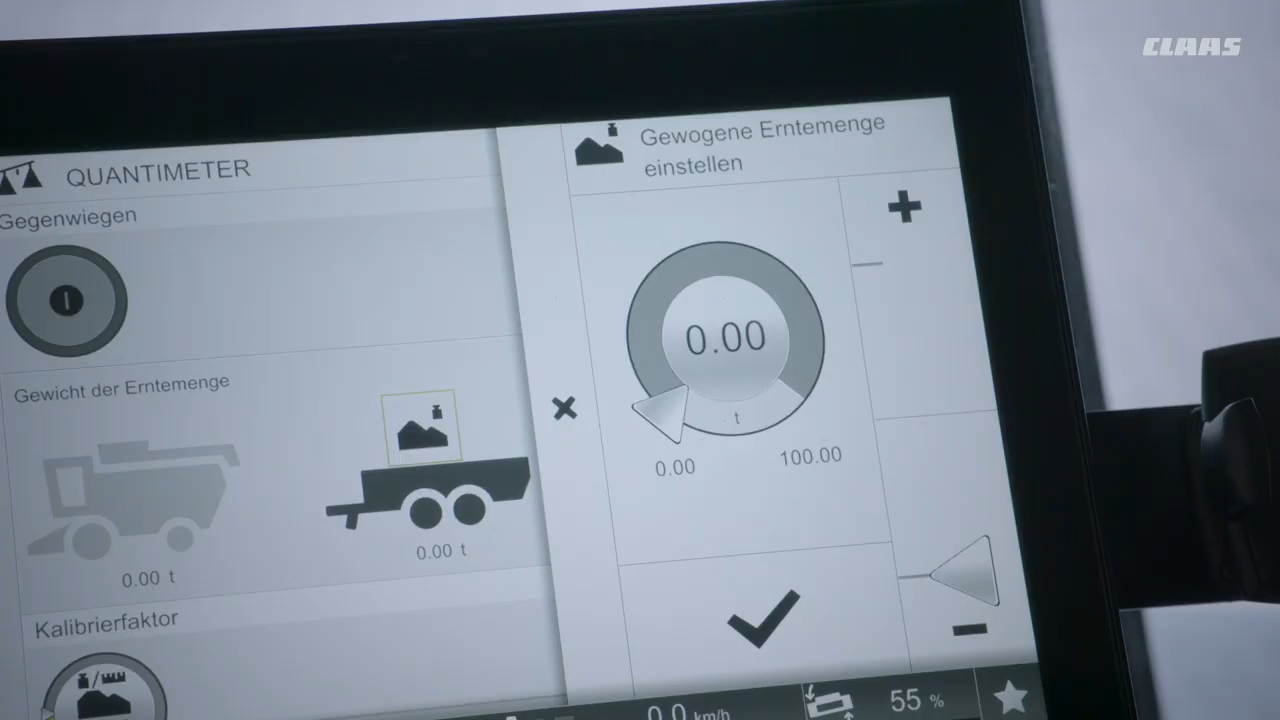 CLAAS
QUANTIMETER
Gegenwiegen
Gewicht der Erntemenge
0.00 t
0.00 t
Kalibrierfaktor
Gewogene Erntemenge
einstellen
0.00
t
0.00
100.00
0.0 km/h
55 %